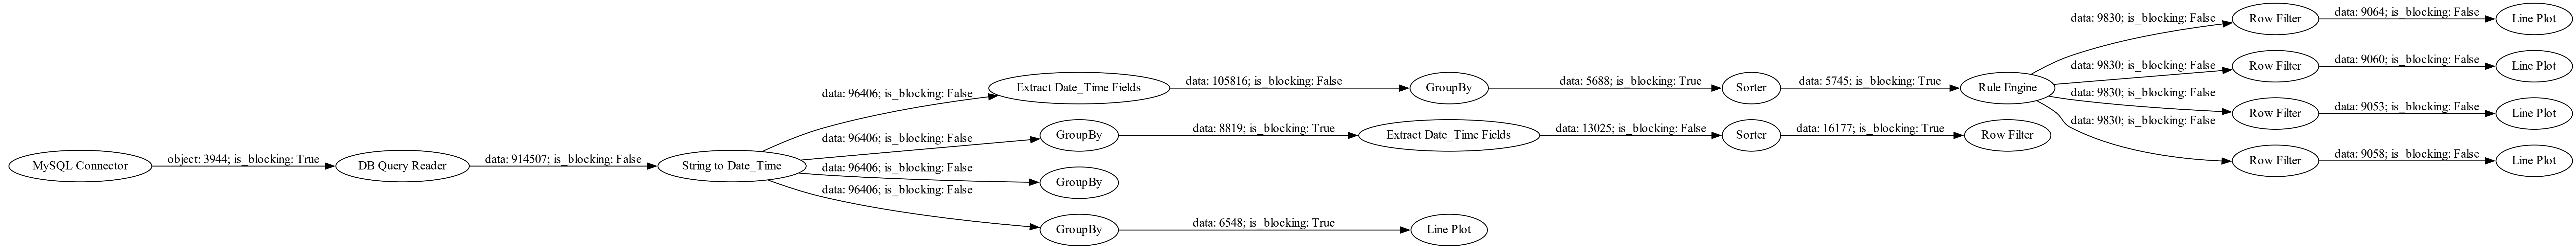 MySQL Connector
object: 3944; is_blocking: True
DB Query Reader
data: 914507; is_blocking: False
String to Date_Time
data: 96406; is_blocking: False
Extract Date_Time Fields
data: 105816; is_blocking: False
GroupBy
data: 5688; is_blocking: True
Sorter
data: 5745; is_blocking: True
Rule Engine
data: 9830; is_blocking: False
Row Filter
data: 9064; is_blocking: False
Line Plot
data: 9830; is_blocking: False
Row Filter
data: 9060; is_blocking: False
Line Plot
data: 9830; is_blocking: False
Row Filter
data: 9053; is_blocking: False
Line Plot
data: 9830; is_blocking: False
Row Filter
data: 9058; is_blocking: False
Line Plot
data: 96406; is_blocking: False
GroupBy
data: 8819; is_blocking: True
Extract Date_Time Fields
data: 13025; is_blocking: False
Sorter
data: 16177; is_blocking: True
Row Filter
data: 96406; is_blocking: False
GroupBy
data: 96406; is_blocking: False
GroupBy
data: 6548; is_blocking: True
Line Plot